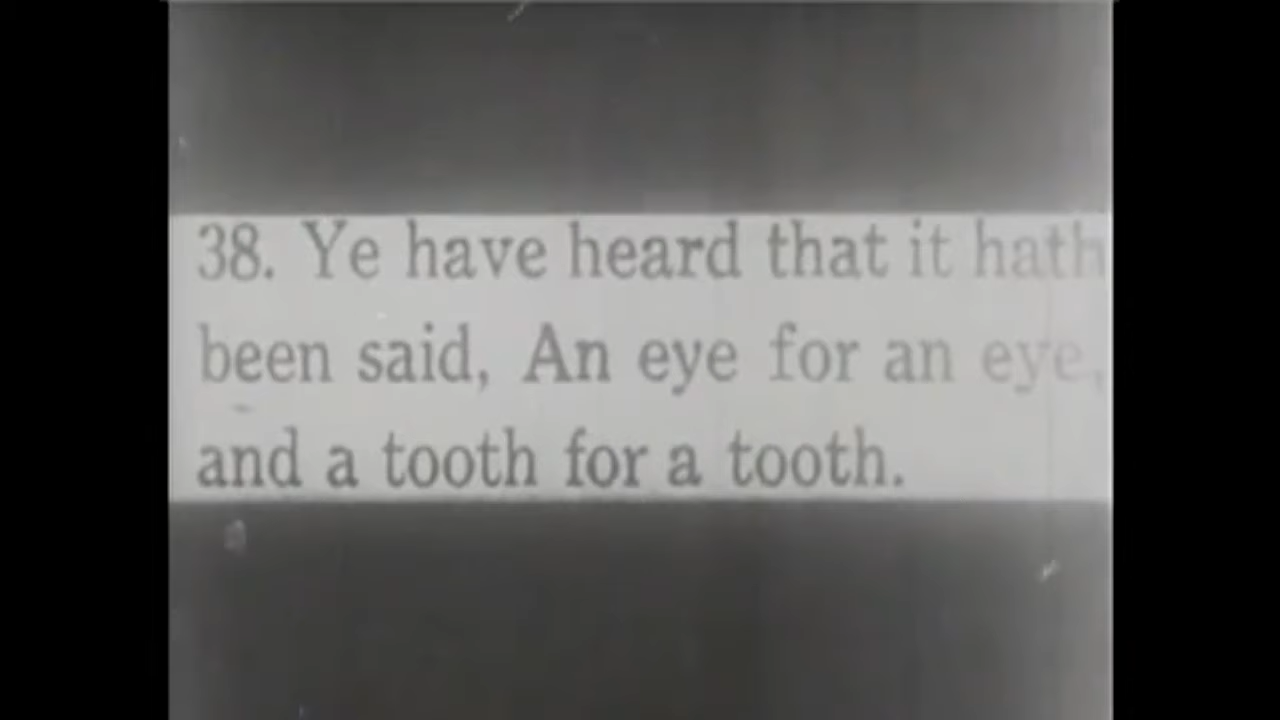 38. Ye have heard that it hath
been said, An eye for an eye,
and a tooth for a tooth.